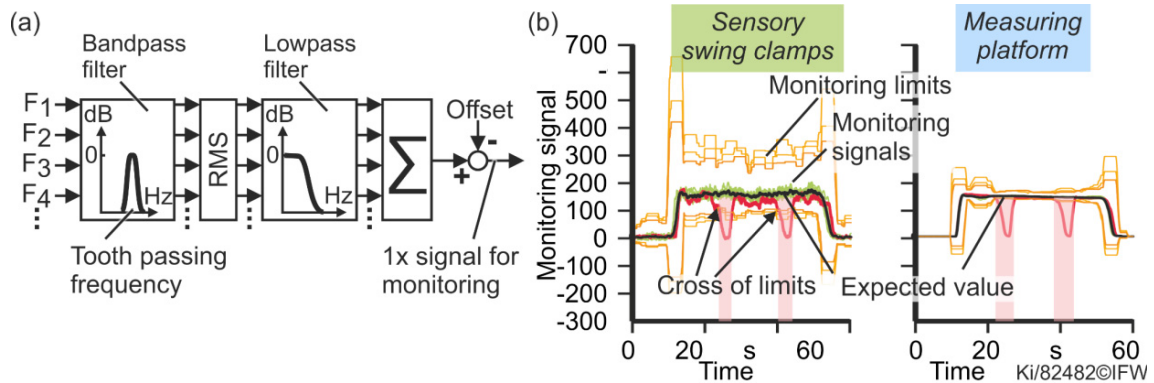 (a)
Bandpass
filter
Lowpass
filter
F1
F2
F3
F4
dB
0
Hz
RMS
dB
0
Hz
Σ
Offset
-
+
Tooth passing
frequency
1x signal for
monitoring
(b)
Sensory
swing clamps
Measuring
platform
Monitoring signal
700
-
500
400
300
200
100
0
-100
-200
-300
Monitoring limits
Monitoring
signals
Cross of limits
Expected value
0
20
s
60
Time
0
20
s
60
Time
Ki/82482©IFW